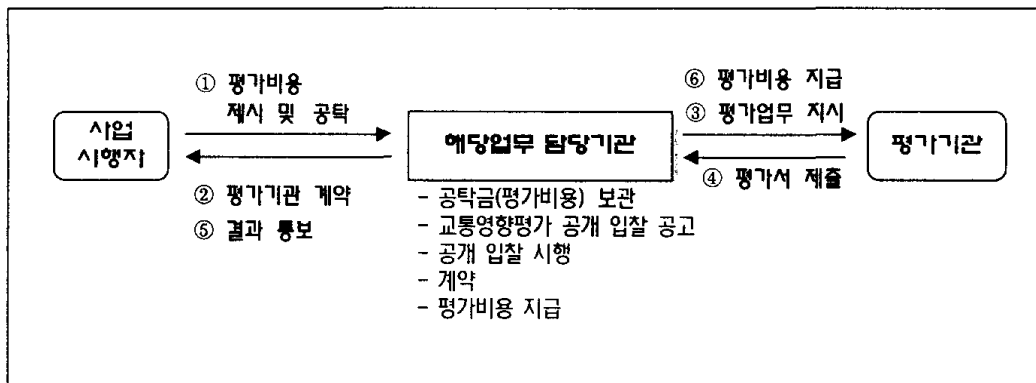 ① 평가비용
제시 및 공탁
⑥ 평가비용 지급
③ 평가업무 지시
사업
시행자
해당업무 담당기관
평가기관
② 평가기관 계약
⑤ 결과 통보
④ 평가서 제출
- 공탁금(평가비용) 보관
- 교통영향평가 공개 입찰 공고
- 공개 입찰 시행
- 계약
- 평가비용 지급